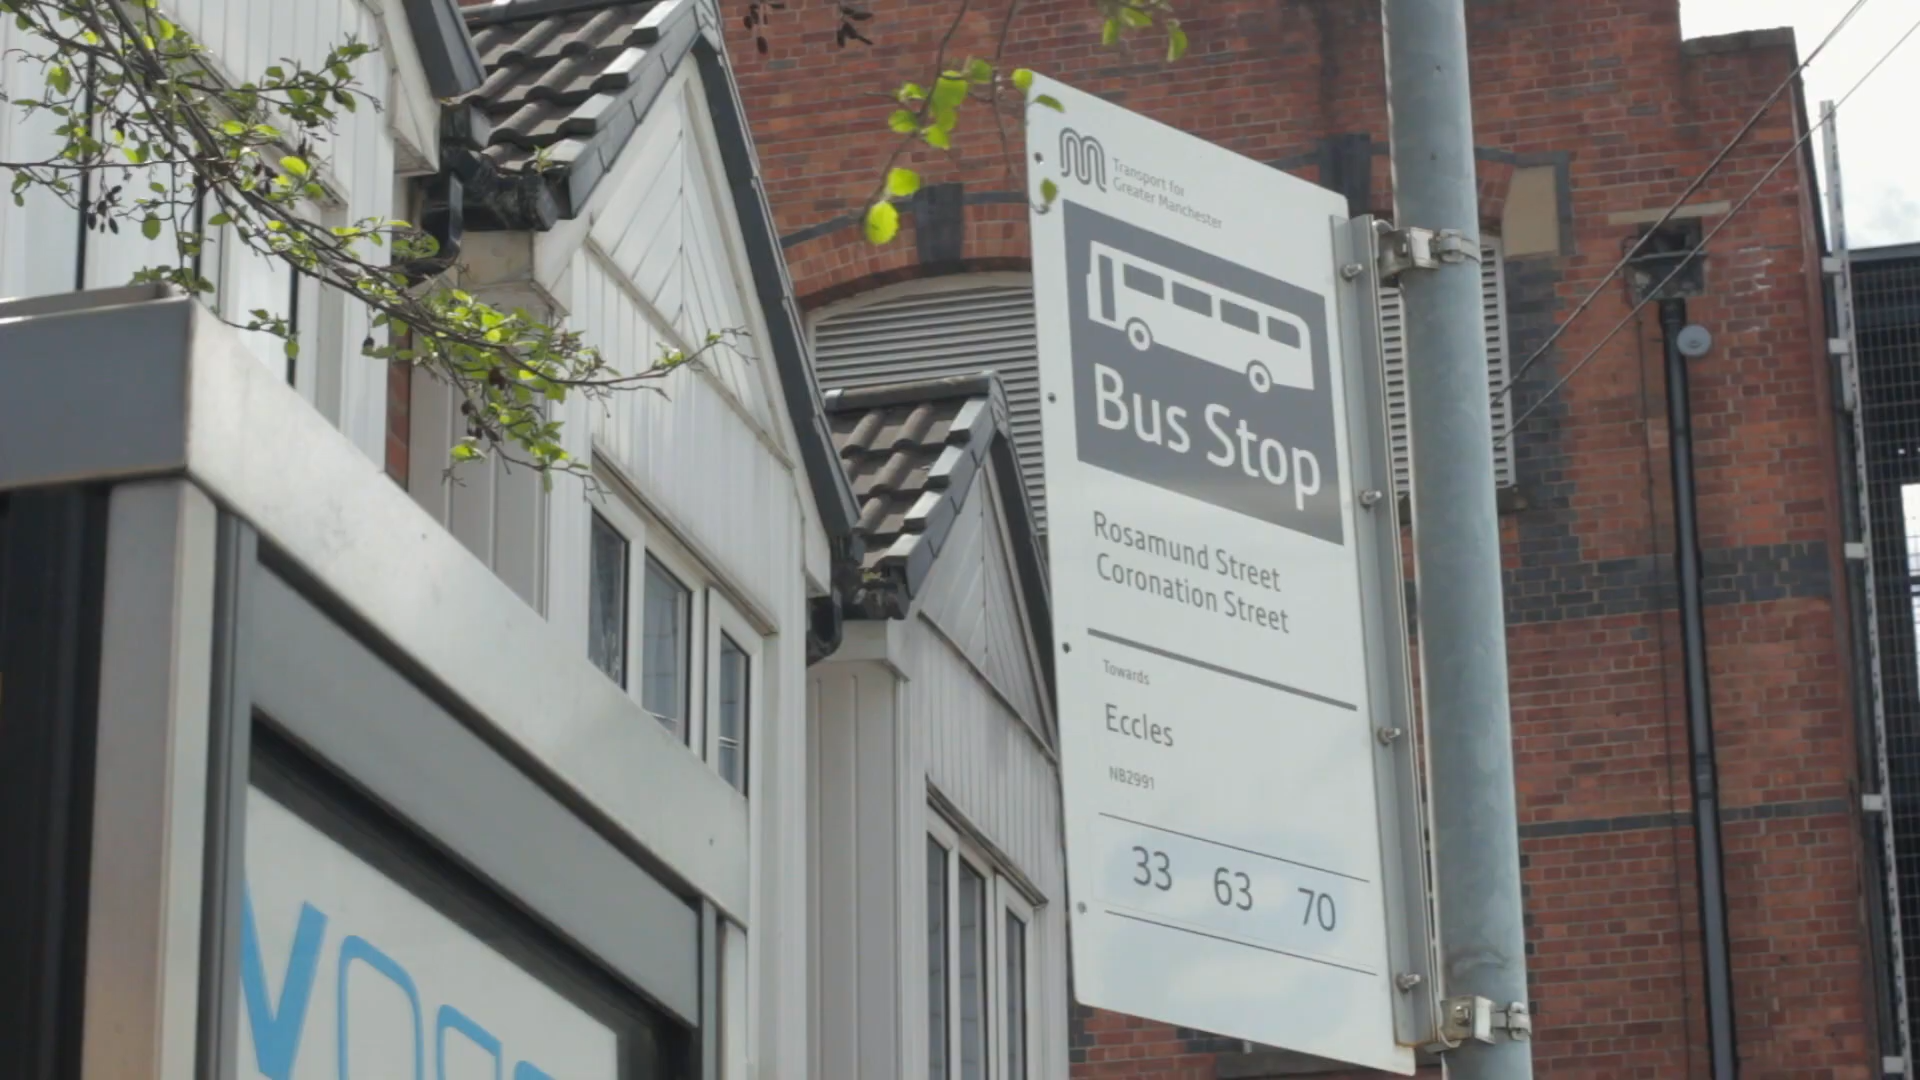 Transport for
Greater Manchester
Bus Stop
Rosamund Street
Coronation Street
Towards
Eccles
NB2991
33 63 70